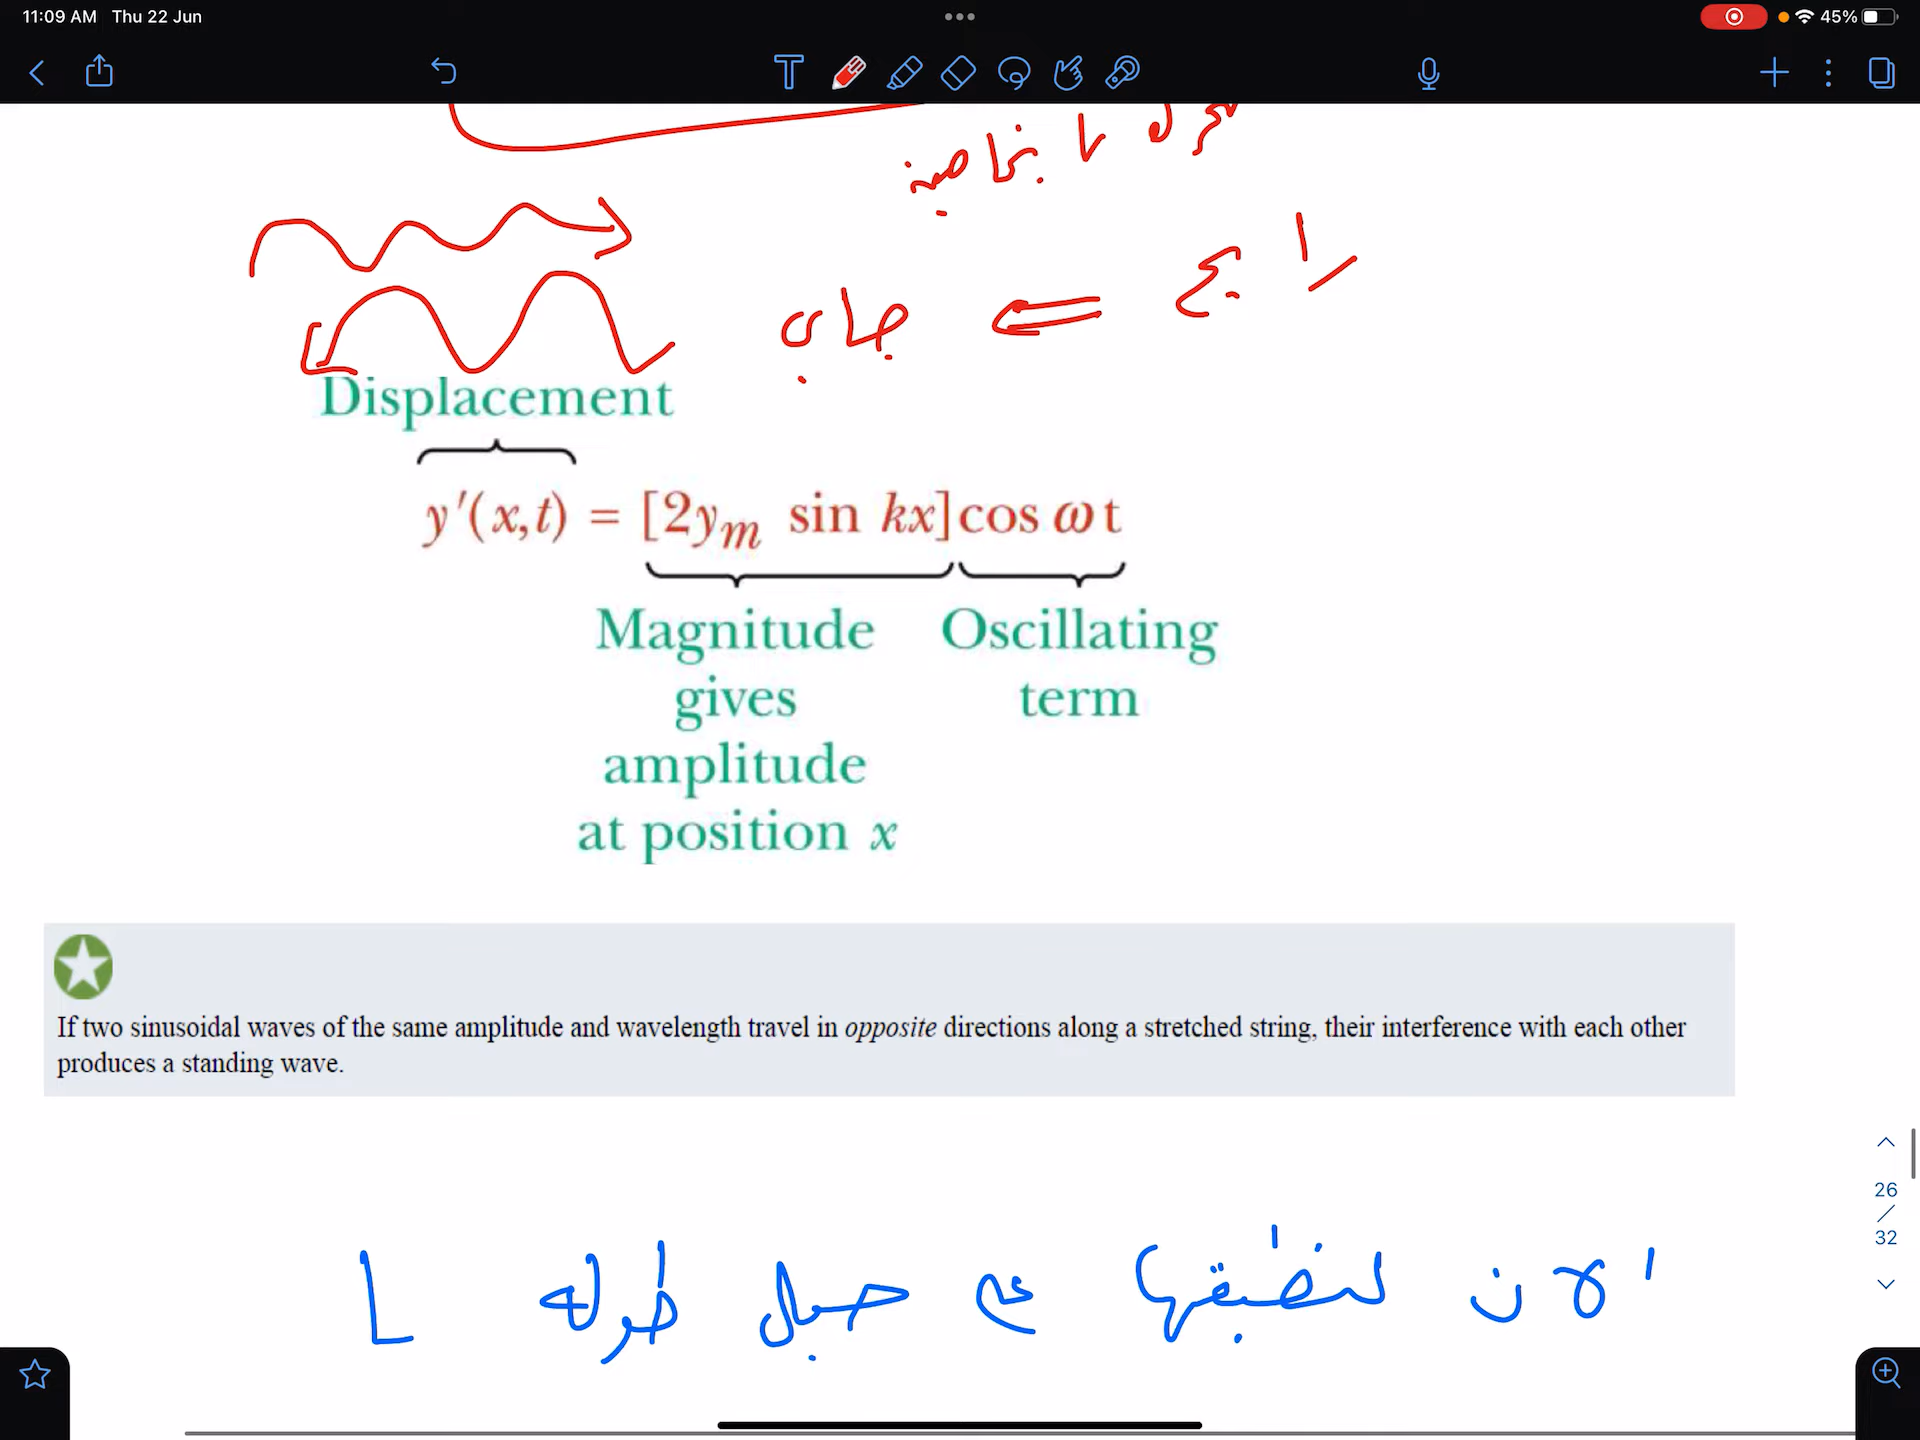 11:09 AM Thu 22 Jun
45%
راجع ⇐ جاي
Displacement
y′(x,t) = [2yₘ sin kx] cos ωt
Magnitude gives amplitude at position x
Oscillating term
If two sinusoidal waves of the same amplitude and wavelength travel in opposite directions along a stretched string, their interference with each other
produces a standing wave.
26
/
32
الآن لنطبقها على حبل طوله L